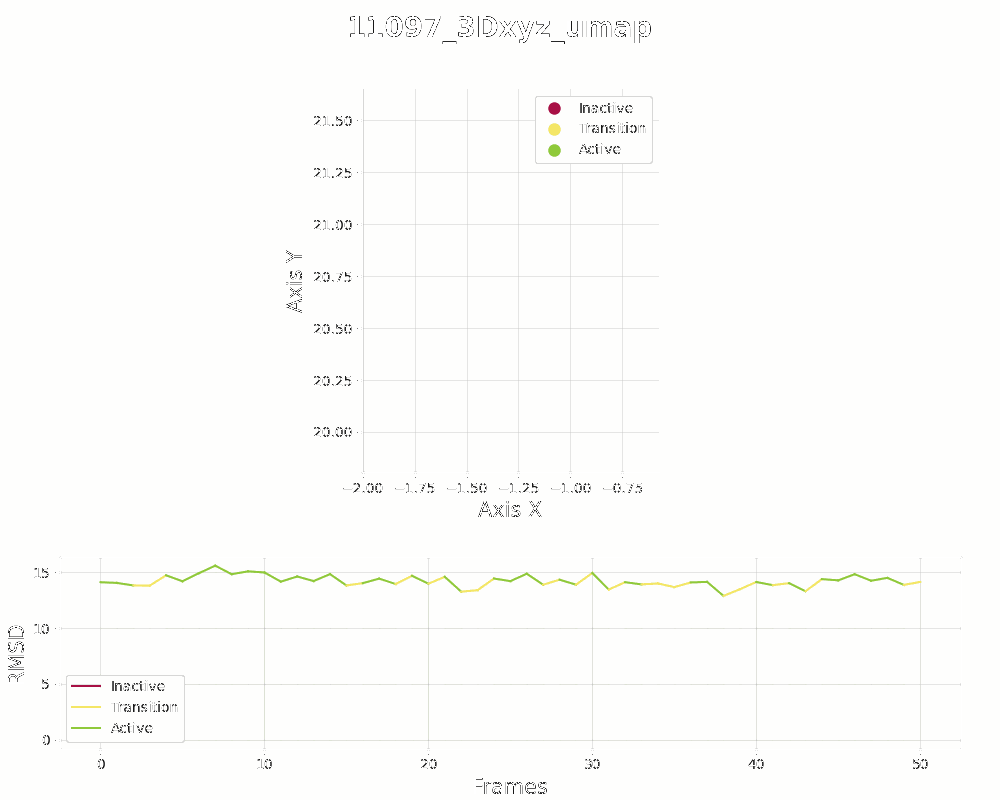 11097_3Dxyz_umap
Inactive
Transition
Active
21.50
21.25
21.00
20.75
20.50
20.25
20.00
Axis Y
−2.00 −1.75 −1.50 −1.25 −1.00 −0.75
Axis X
15
10
5
0
RMSD
Inactive
Transition
Active
0 10 20 30 40 50
Frames